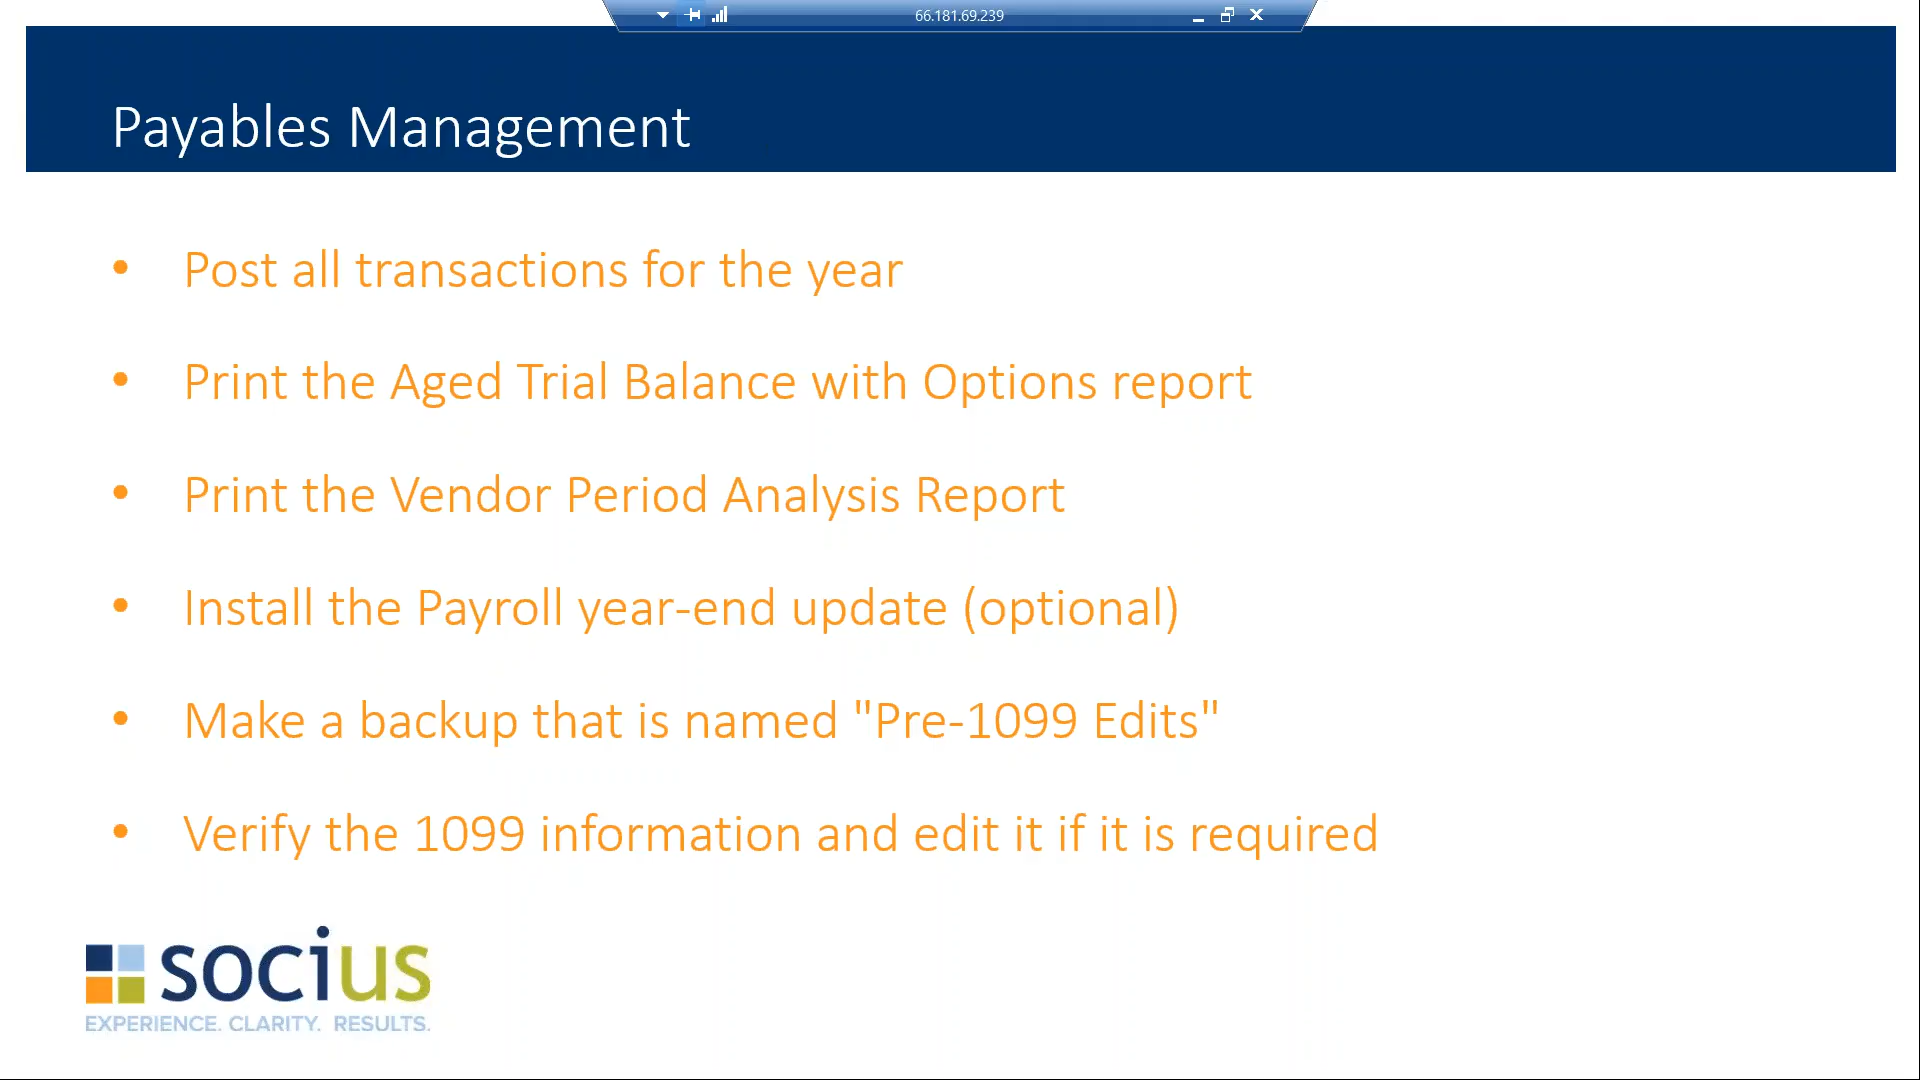 66.181.69.239
Payables Management
• Post all transactions for the year
• Print the Aged Trial Balance with Options report
• Print the Vendor Period Analysis Report
• Install the Payroll year-end update (optional)
• Make a backup that is named "Pre-1099 Edits"
• Verify the 1099 information and edit it if it is required
socius
EXPERIENCE. CLARITY. RESULTS.